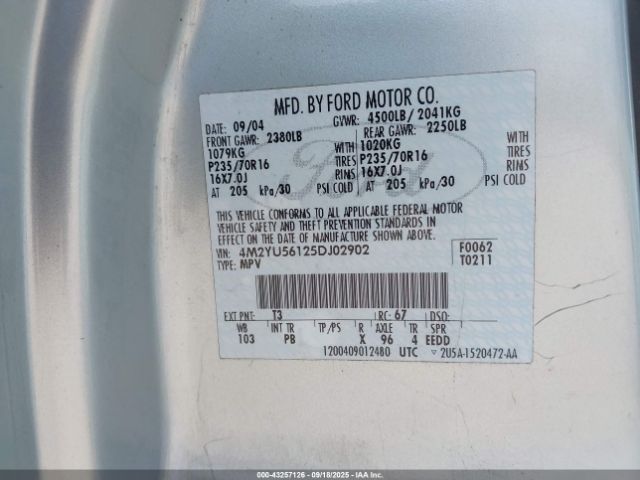 MFD. BY FORD MOTOR CO.
DATE: 09/04 GVWR: 4500LB/ 2041KG
FRONT GAWR: 2380LB REAR GAWR: 2250LB
1079KG WITH 1020KG WITH
P235/70R16 TIRES P235/70R16 TIRES
16X7.0J RIMS 16X7.0J RIMS
AT 205 kPa/30 PSI COLD AT 205 kPa/30 PSI COLD
THIS VEHICLE CONFORMS TO ALL APPLICABLE FEDERAL MOTOR
VEHICLE SAFETY AND THEFT PREVENTION STANDARDS IN
EFFECT ON THE DATE OF MANUFACTURE SHOWN ABOVE.
VIN: 4M2YU56125DJ02902 F0062
TYPE: MPV T0211
EXT PNT: T3 RC: 67 DSO:
WB INT TR TP/PS R AXLE TR SPR
103 PB X 96 4 EEDD
1200409012480 UTC 2U5A-1520472-AA
Ford
000-43257126 - 09/18/2025 - IAAI.com